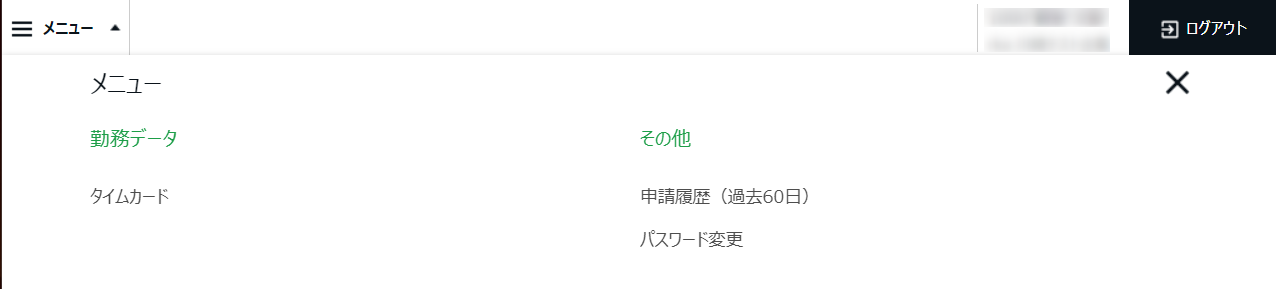 メニュー
ログアウト
メニュー
勤務データ
その他
タイムカード
申請履歴（過去60日）
パスワード変更